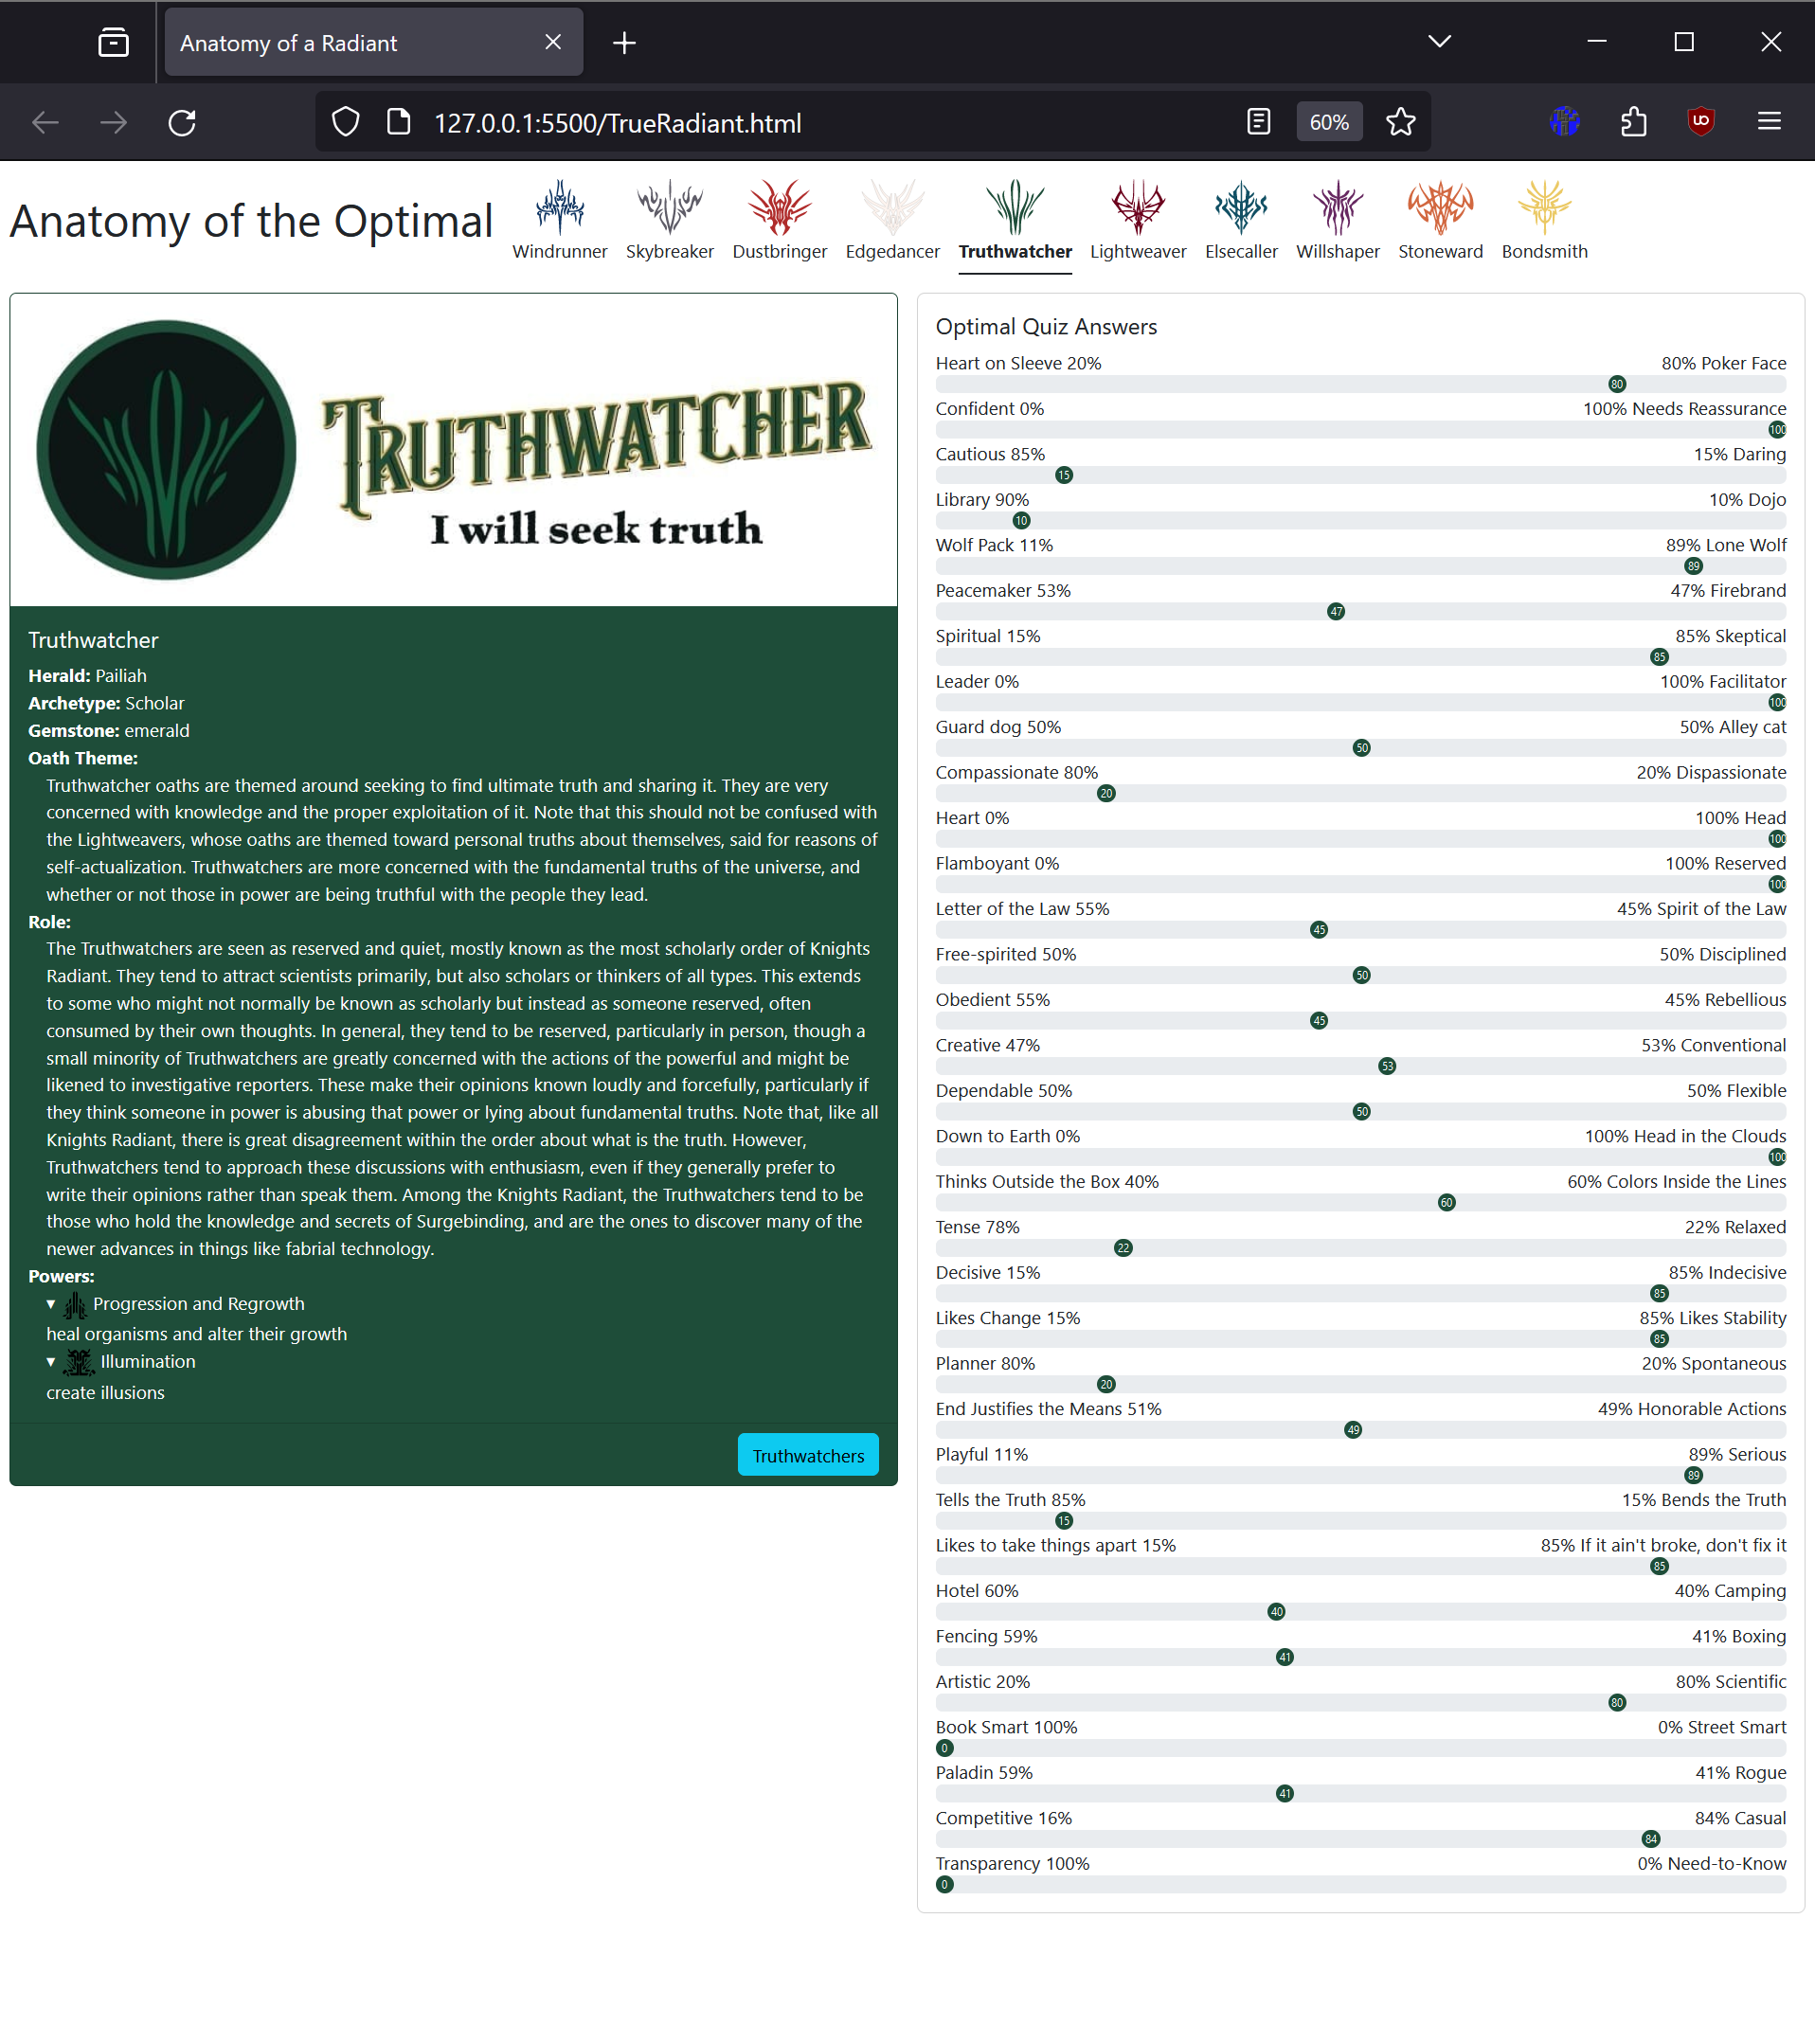 Anatomy of a Radiant
127.0.0.1:5500/TrueRadiant.html
60%
Anatomy of the Optimal
Windrunner
Skybreaker
Dustbringer
Edgedancer
Truthwatcher
Lightweaver
Elsecaller
Willshaper
Stoneward
Bondsmith
TRUTHWATCHER
I will seek truth
Truthwatcher
Herald: Pailiah
Archetype: Scholar
Gemstone: emerald
Oath Theme:
Truthwatcher oaths are themed around seeking to find ultimate truth and sharing it. They are very
concerned with knowledge and the proper exploitation of it. Note that this should not be confused with
the Lightweavers, whose oaths are themed toward personal truths about themselves, said for reasons of
self-actualization. Truthwatchers are more concerned with the fundamental truths of the universe, and
whether or not those in power are being truthful with the people they lead.
Role:
The Truthwatchers are seen as reserved and quiet, mostly known as the most scholarly order of Knights
Radiant. They tend to attract scientists primarily, but also scholars or thinkers of all types. This extends
to some who might not normally be known as scholarly but instead as someone reserved, often
consumed by their own thoughts. In general, they tend to be reserved, particularly in person, though a
small minority of Truthwatchers are greatly concerned with the actions of the powerful and might be
likened to investigative reporters. These make their opinions known loudly and forcefully, particularly if
they think someone in power is abusing that power or lying about fundamental truths. Note that, like all
Knights Radiant, there is great disagreement within the order about what is the truth. However,
Truthwatchers tend to approach these discussions with enthusiasm, even if they generally prefer to
write their opinions rather than speak them. Among the Knights Radiant, the Truthwatchers tend to be
those who hold the knowledge and secrets of Surgebinding, and are the ones to discover many of the
newer advances in things like fabrial technology.
Powers:
Progression and Regrowth
heal organisms and alter their growth
Illumination
create illusions
Truthwatchers
Optimal Quiz Answers
Heart on Sleeve 20% 80% Poker Face
80
Confident 0% 100% Needs Reassurance
100
Cautious 85% 15% Daring
15
Library 90% 10% Dojo
10
Wolf Pack 11% 89% Lone Wolf
89
Peacemaker 53% 47% Firebrand
47
Spiritual 15% 85% Skeptical
85
Leader 0% 100% Facilitator
100
Guard dog 50% 50% Alley cat
50
Compassionate 80% 20% Dispassionate
20
Heart 0% 100% Head
100
Flamboyant 0% 100% Reserved
100
Letter of the Law 55% 45% Spirit of the Law
45
Free-spirited 50% 50% Disciplined
50
Obedient 55% 45% Rebellious
45
Creative 47% 53% Conventional
53
Dependable 50% 50% Flexible
50
Down to Earth 0% 100% Head in the Clouds
100
Thinks Outside the Box 40% 60% Colors Inside the Lines
60
Tense 78% 22% Relaxed
22
Decisive 15% 85% Indecisive
85
Likes Change 15% 85% Likes Stability
85
Planner 80% 20% Spontaneous
20
End Justifies the Means 51% 49% Honorable Actions
49
Playful 11% 89% Serious
89
Tells the Truth 85% 15% Bends the Truth
15
Likes to take things apart 15% 85% If it ain't broke, don't fix it
85
Hotel 60% 40% Camping
40
Fencing 59% 41% Boxing
41
Artistic 20% 80% Scientific
80
Book Smart 100% 0% Street Smart
0
Paladin 59% 41% Rogue
41
Competitive 16% 84% Casual
84
Transparency 100% 0% Need-to-Know
0